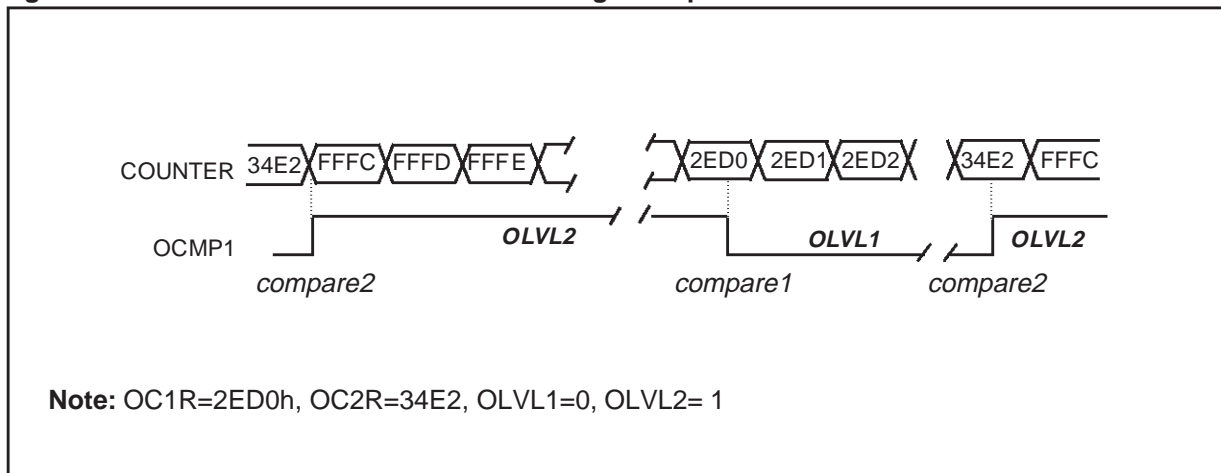 COUNTER 34E2 FFFC FFFD FFFE 2ED0 2ED1 2ED2 34E2 FFFC
OCMP1 OLVL2 OLVL1 OLVL2
compare2 compare1 compare2
Note: OC1R=2ED0h, OC2R=34E2, OLVL1=0, OLVL2= 1